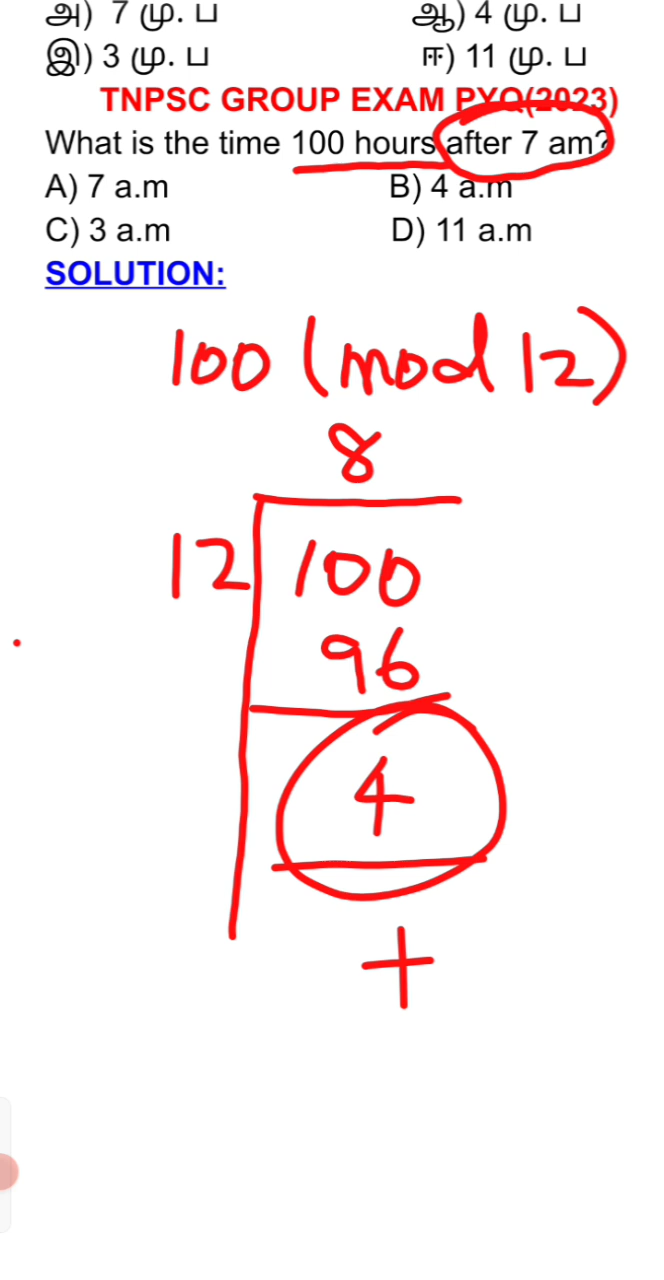 அ) 7 மு. ப ஆ) 4 மு. ப
இ) 3 மு. ப ஈ) 11 மு. ப
TNPSC GROUP EXAM PYQ(2023)
What is the time 100 hours after 7 am?
A) 7 a.m B) 4 a.m
C) 3 a.m D) 11 a.m
SOLUTION:
100 (mod 12)
8
12 100
96
4
+